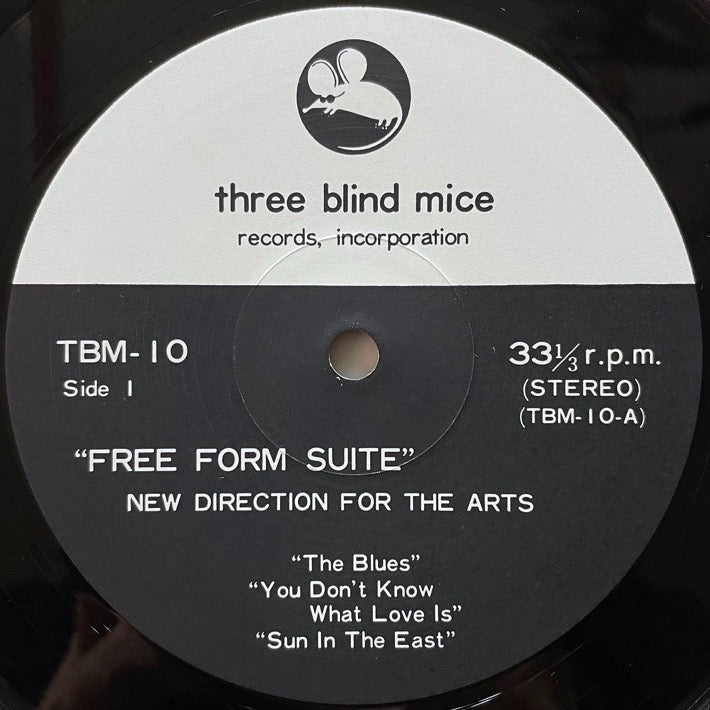 three blind mice
records, incorporation
TBM-10
33⅓ r.p.m.
Side 1
(STEREO)
(TBM-10-A)
“FREE FORM SUITE”
NEW DIRECTION FOR THE ARTS
“The Blues”
“You Don't Know
What Love Is”
“Sun In The East”